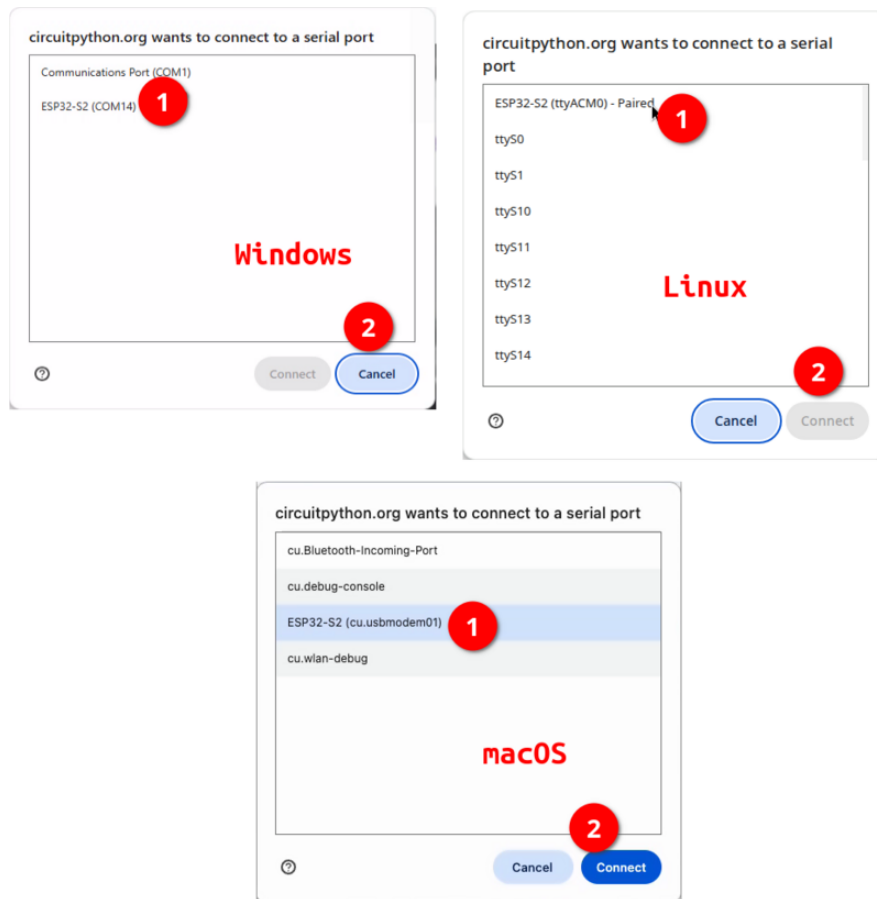 circuitpython.org wants to connect to a serial port
Communications Port (COM1)
ESP32-S2 (COM14)
1
Windows
2
Connect
Cancel
circuitpython.org wants to connect to a serial
port
ESP32-S2 (ttyACM0) - Paired
1
ttyS0
ttyS1
ttyS10
ttyS11
ttyS12
Linux
ttyS13
ttyS14
2
Cancel
Connect
circuitpython.org wants to connect to a serial port
cu.Bluetooth-Incoming-Port
cu.debug-console
ESP32-S2 (cu.usbmodem01)
1
cu.wlan-debug
macOS
2
Cancel
Connect